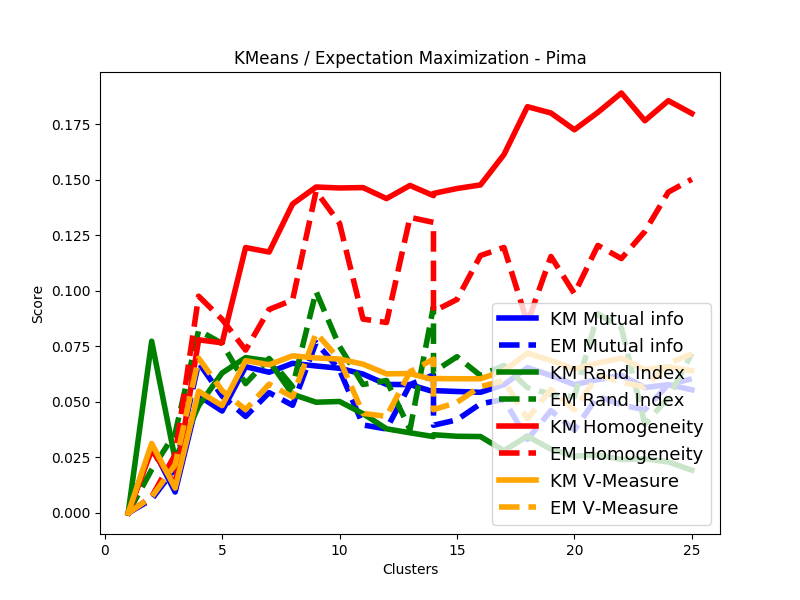 KMeans / Expectation Maximization - Pima
Score
0.175
0.150
0.125
0.100
0.075
0.050
0.025
0.000
0
5
10
15
20
25
Clusters
KM Mutual info
EM Mutual info
KM Rand Index
EM Rand Index
KM Homogeneity
EM Homogeneity
KM V-Measure
EM V-Measure